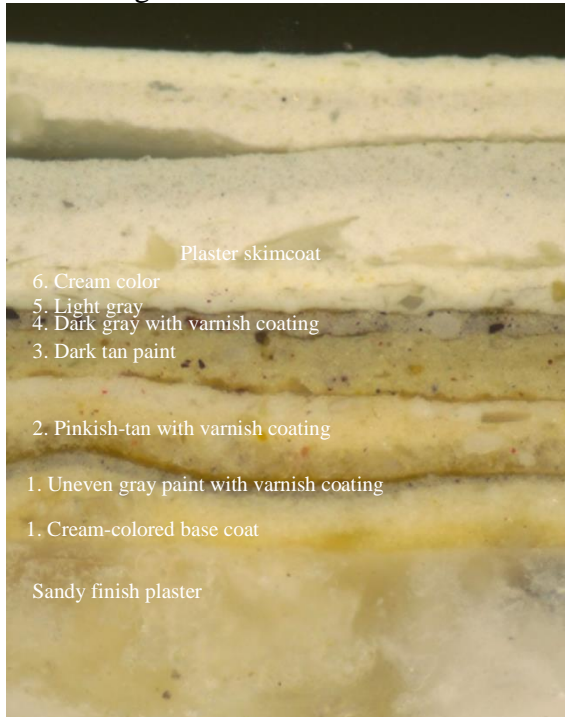 Plaster skimcoat
6. Cream color
5. Light gray
4. Dark gray with varnish coating
3. Dark tan paint
2. Pinkish-tan with varnish coating
1. Uneven gray paint with varnish coating
1. Cream-colored base coat
Sandy finish plaster